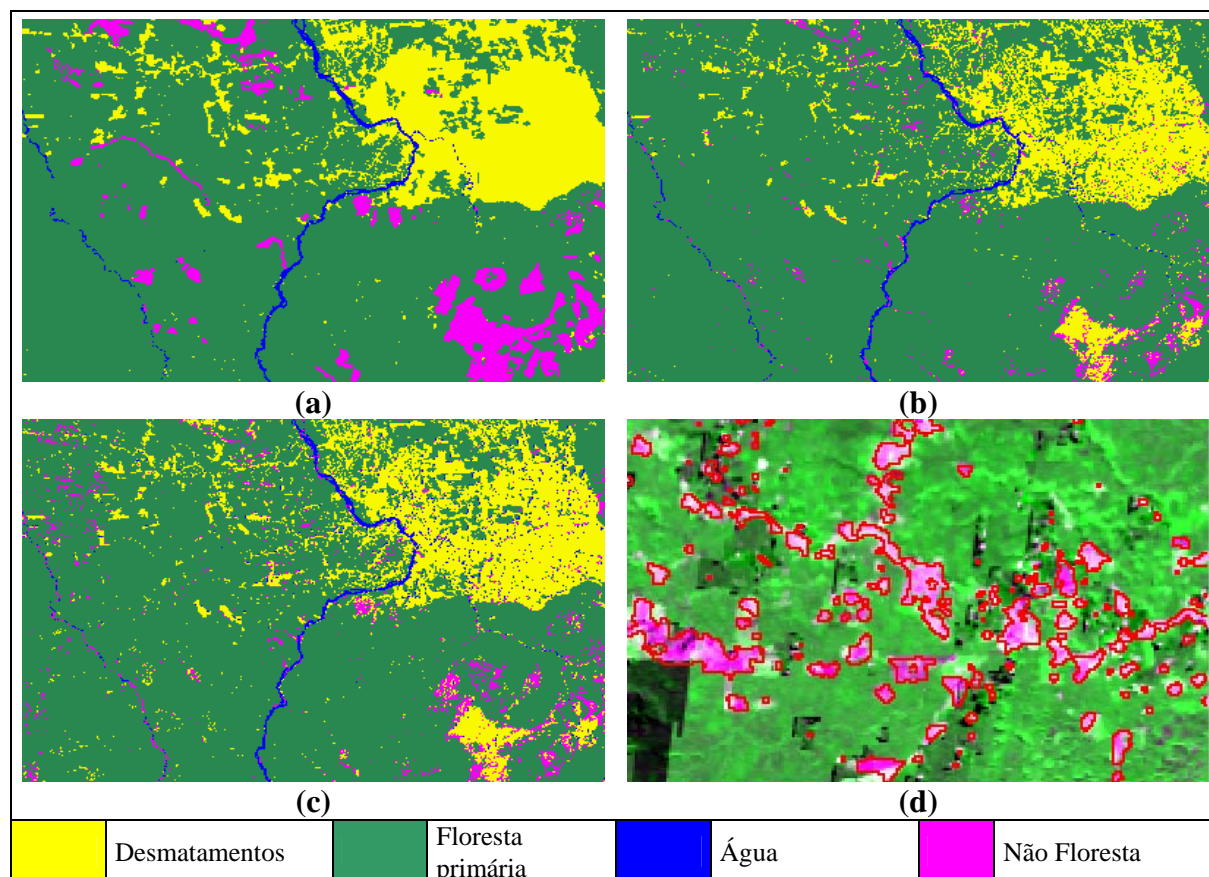 (a)
(b)
(c)
(d)
Desmatamentos
Floresta
primária
Água
Não Floresta